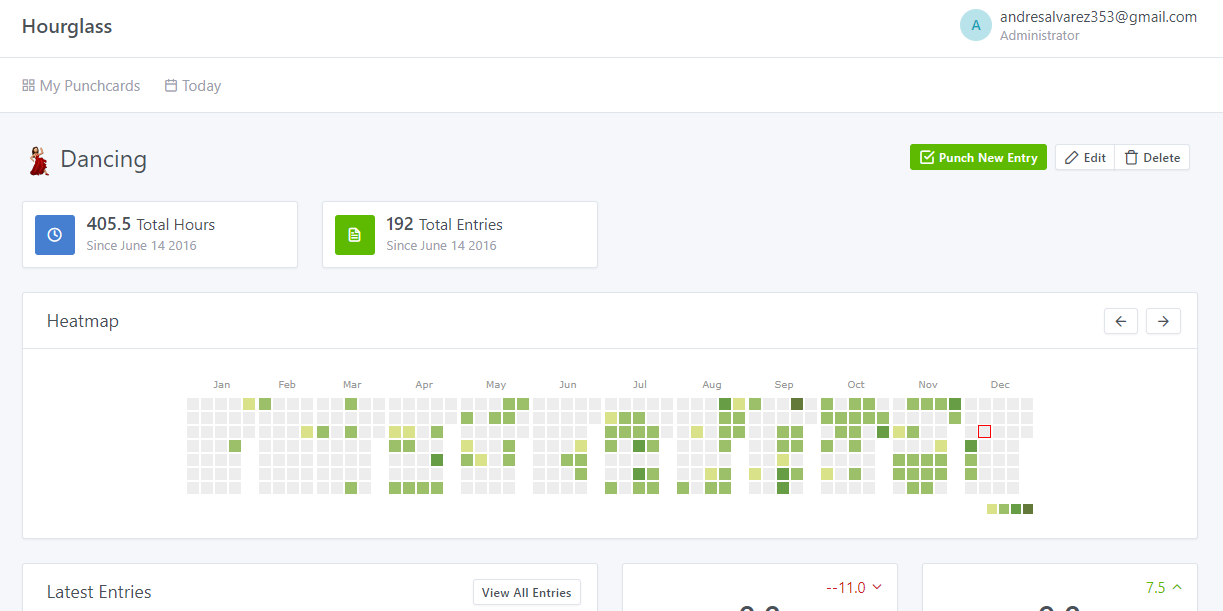 Hourglass
A
andresalvarez353@gmail.com
Administrator
My Punchcards
Today
Dancing
Punch New Entry
Edit
Delete
405.5 Total Hours
Since June 14 2016
192 Total Entries
Since June 14 2016
Heatmap
Jan Feb Mar Apr May Jun Jul Aug Sep Oct Nov Dec
Latest Entries
View All Entries
--11.0
7.5